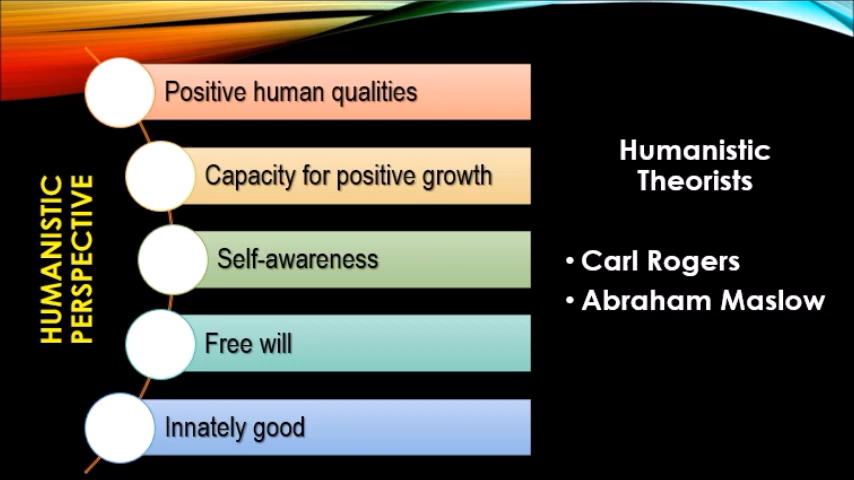 HUMANISTIC
PERSPECTIVE
Positive human qualities
Capacity for positive growth
Self-awareness
Free will
Innately good
Humanistic
Theorists
• Carl Rogers
• Abraham Maslow